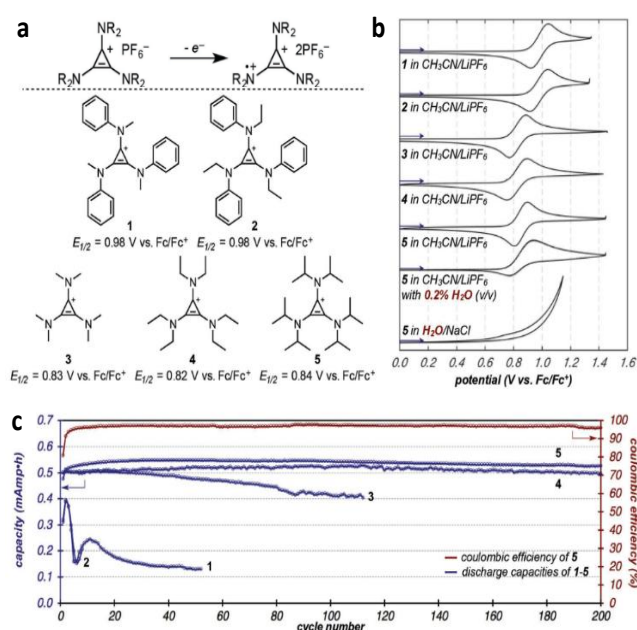 a
NR₂
R₂N
NR₂
+ PF₆⁻
- e⁻
NR₂
R₂N
NR₂
+ 2PF₆⁻
1
E1/2 = 0.98 V vs. Fc/Fc⁺
2
E1/2 = 0.98 V vs. Fc/Fc⁺
3
E1/2 = 0.83 V vs. Fc/Fc⁺
4
E1/2 = 0.82 V vs. Fc/Fc⁺
5
E1/2 = 0.84 V vs. Fc/Fc⁺
b
1 in CH₃CN/LiPF₆
2 in CH₃CN/LiPF₆
3 in CH₃CN/LiPF₆
4 in CH₃CN/LiPF₆
5 in CH₃CN/LiPF₆
5 in CH₃CN/LiPF₆
with 0.2% H₂O (v/v)
5 in H₂O/NaCl
0.0 0.2 0.4 0.6 0.8 1.0 1.2 1.4 1.6
potential (V vs. Fc/Fc⁺)
c
capacity (mAmp•h)
0.7
0.6
0.5
0.4
0.3
0.2
0.1
0.0
5
4
3
2
1
coulombic efficiency of 5
discharge capacities of 1-5
0 20 40 60 80 100 120 140 160 180 200
cycle number
100
90
80
70
60
50
40
30
20
10
0
coulombic efficiency (%)